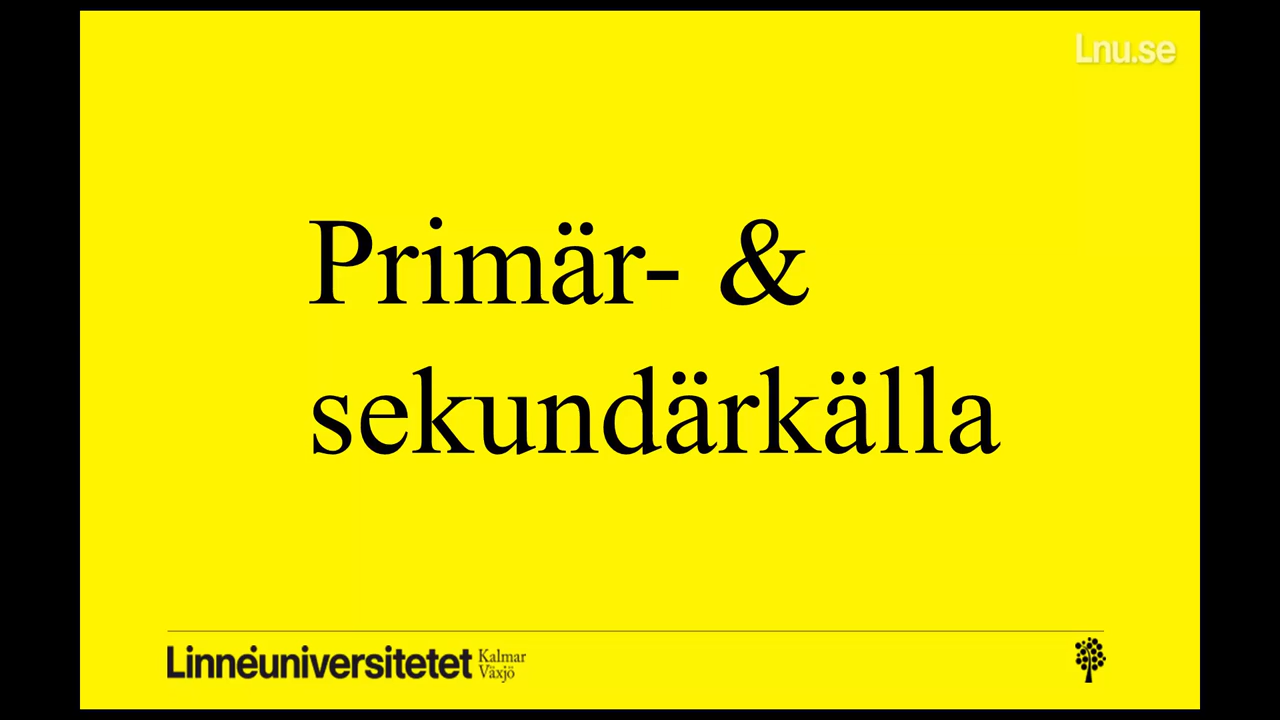 Lnu.se
Primär- &
sekundärkälla
Linnéuniversitetet
Kalmar
Växjö